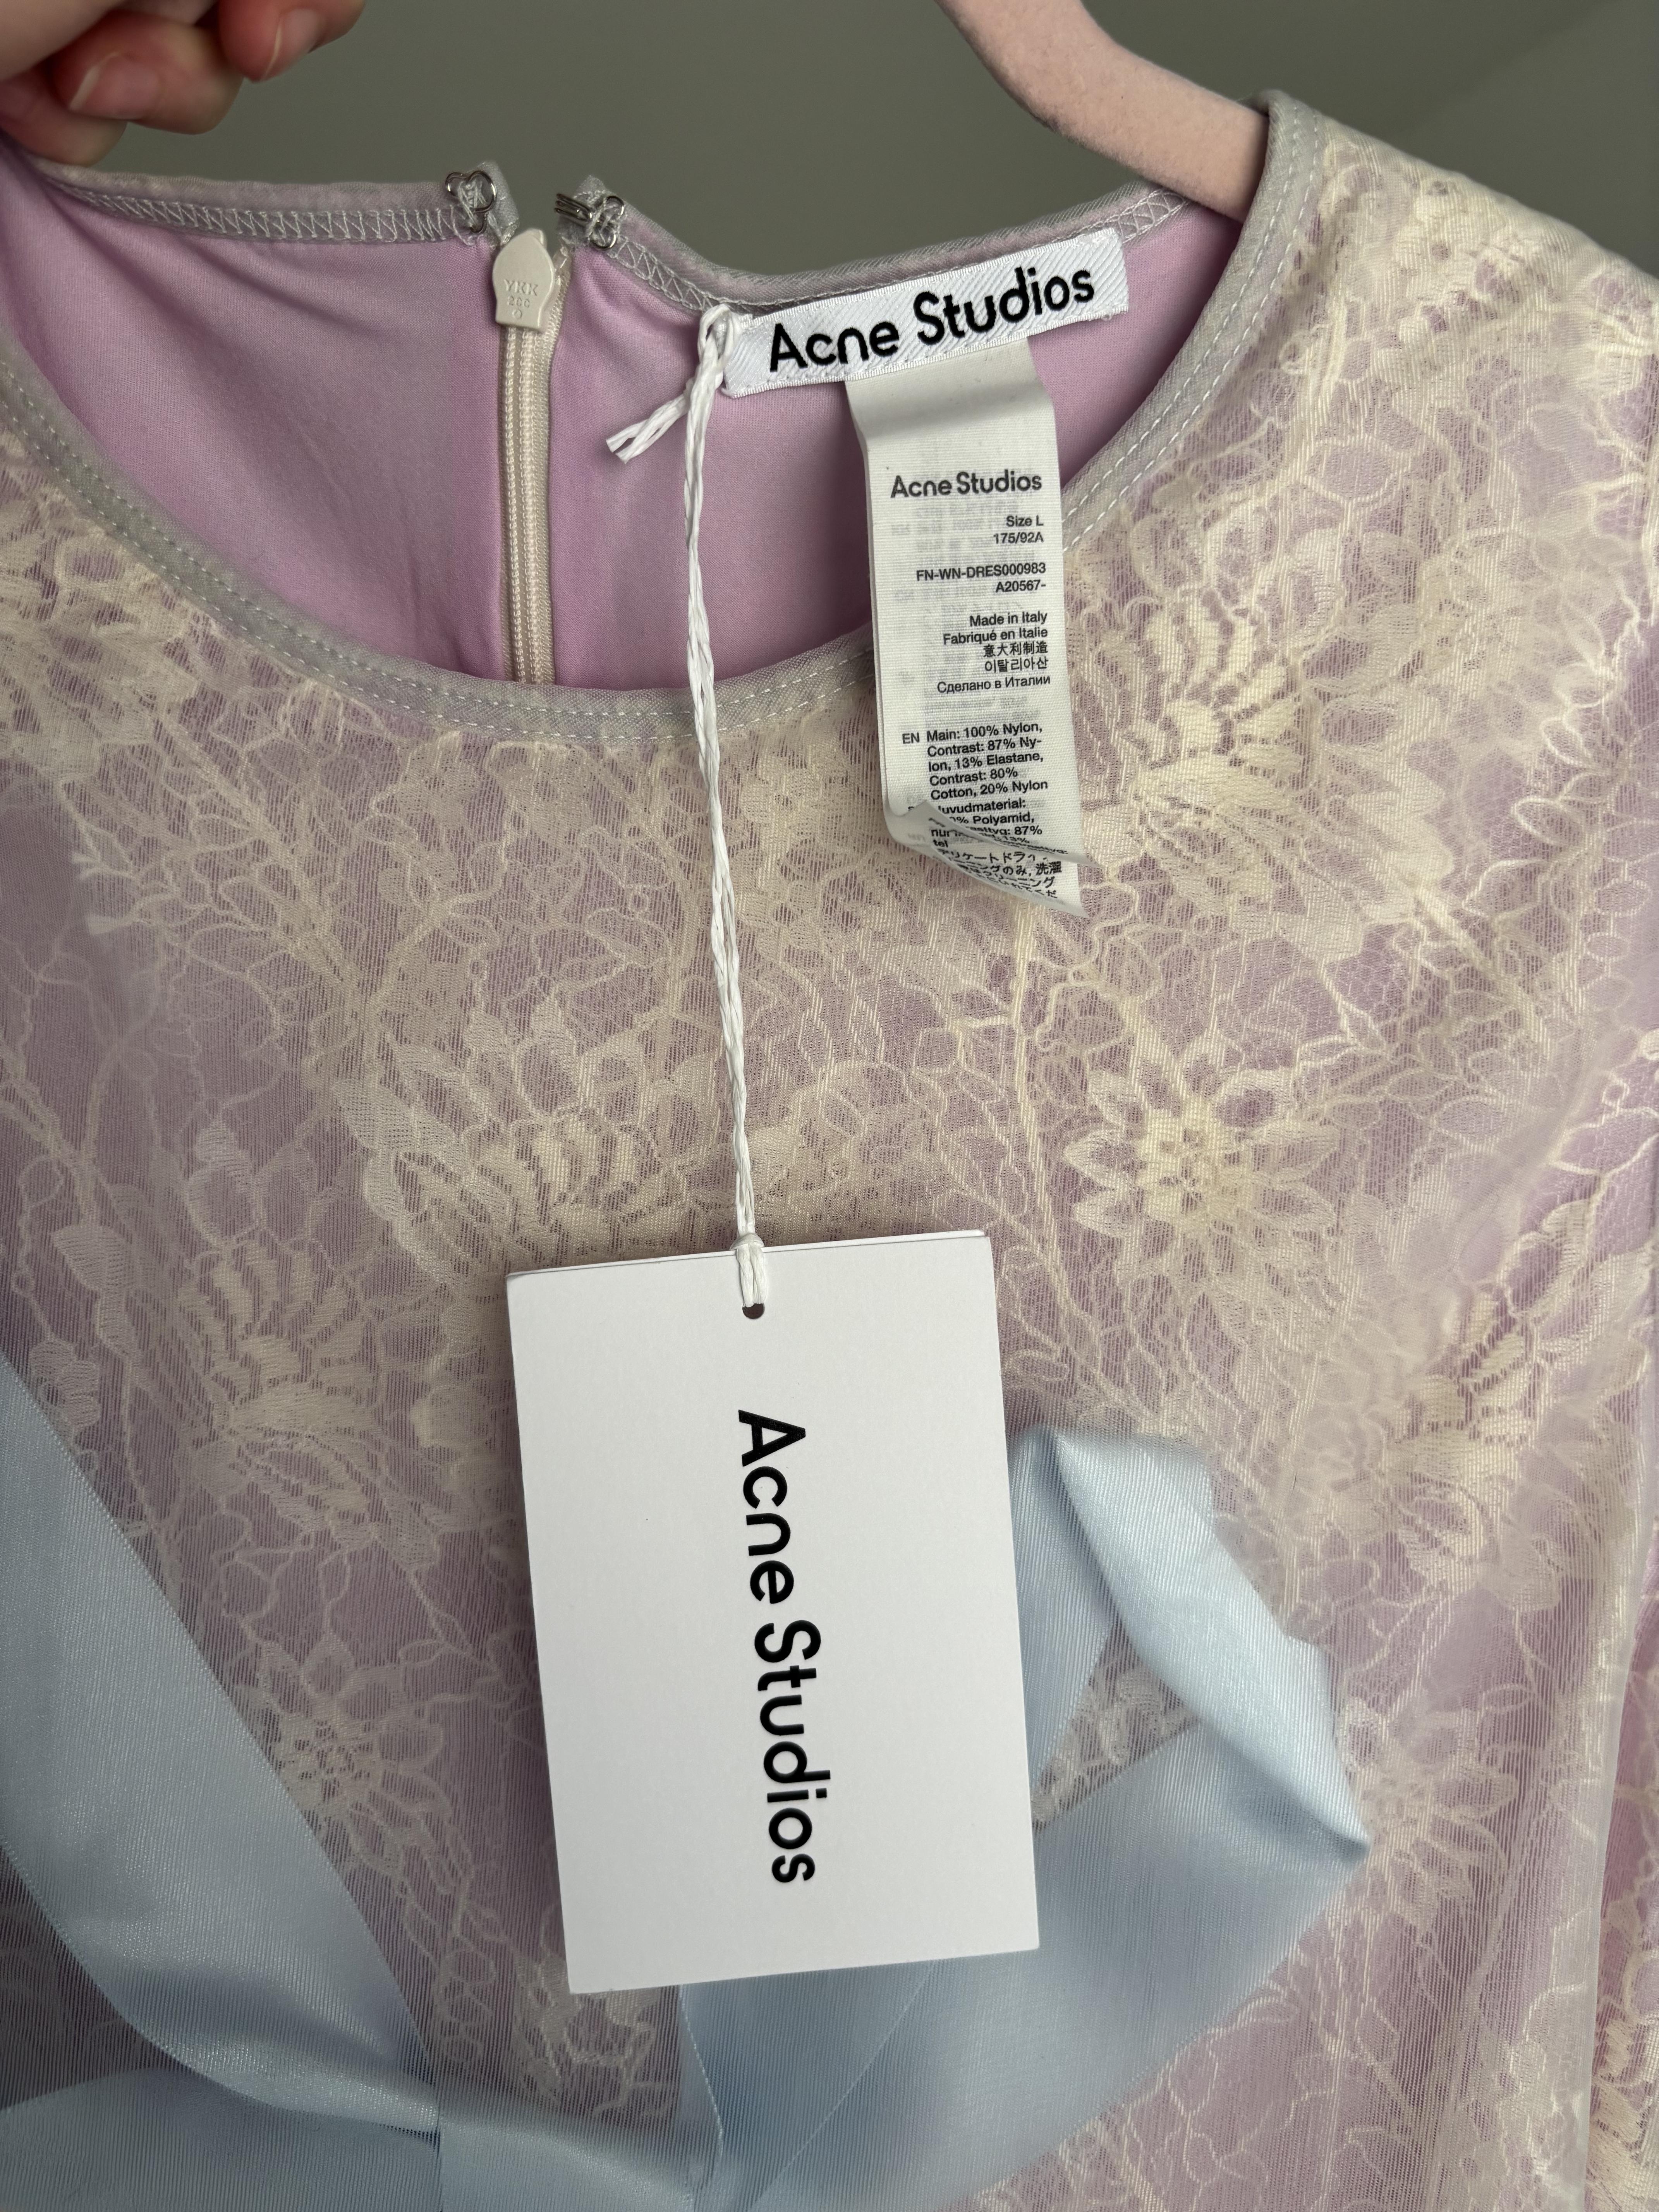 YKK
Acne Studios
Acne Studios
Size L
175/92A
FN-WN-DRES000983
A20567-
Made in Italy
Fabriqué en Italie
意大利制造
이탈리아산
Сделано в Италии
EN Main: 100% Nylon,
Contrast: 87% Ny-
lon, 13% Elastane,
Contrast: 80%
Cotton, 20% Nylon
Polyamid,
87%
Acne Studios